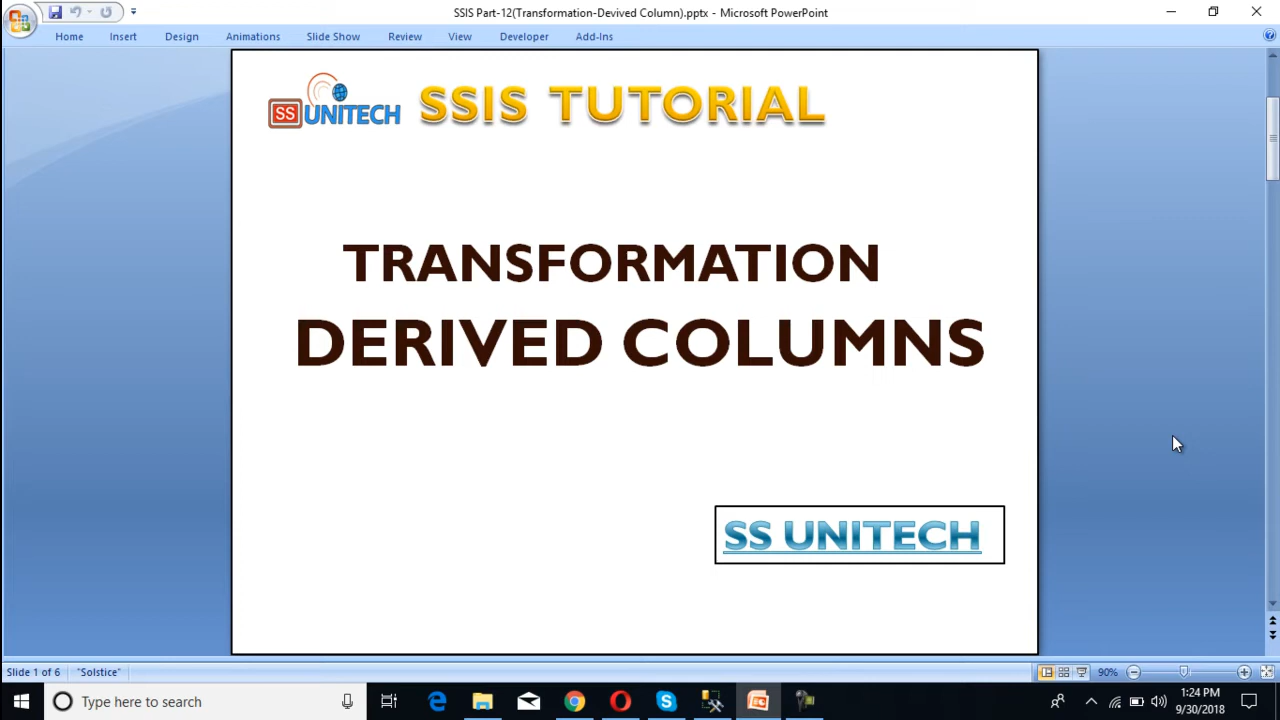 SSIS Part-12(Transformation-Devived Column).pptx - Microsoft PowerPoint
Home Insert Design Animations Slide Show Review View Developer Add-Ins
SS UNITECH SSIS TUTORIAL
TRANSFORMATION
DERIVED COLUMNS
SS UNITECH
Slide 1 of 6 "Solstice" 90%
Type here to search
1:24 PM
9/30/2018